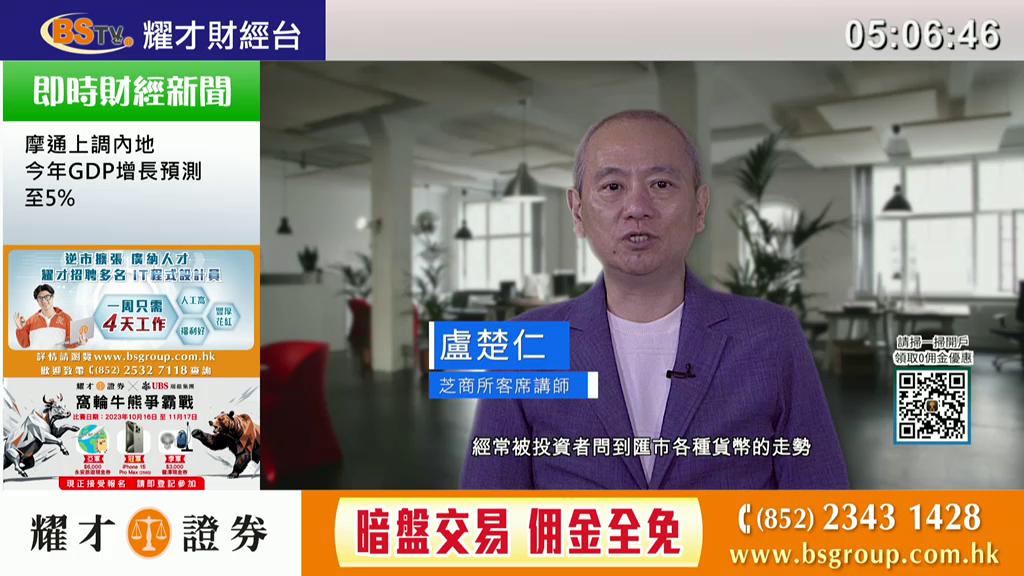 BSTV 耀才財經台
05:06:46
即時財經新聞
摩通上調內地
今年GDP增長預測
至5%
逆市擴張 廣納人才
耀才招聘多名 IT程式設計員
一周只需
4天工作
人工高
福利好
豐厚
花紅
詳情請瀏覽www.bsgroup.com.hk
歡迎致電 (852) 2532 7118 查詢
耀才證券 × UBS 瑞銀集團
窩輪牛熊爭霸戰
比賽日期：2023年10月16日 至 11月17日
亞軍
$6,000
冠軍
iPhone 15
Pro Max
季軍
$3,000
現正接受報名 請即登記參加
盧楚仁
芝商所客席講師
經常被投資者問到匯市各種貨幣的走勢
請掃一掃開戶
領取0佣金優惠
耀才證券
暗盤交易 佣金全免
(852) 2343 1428
www.bsgroup.com.hk